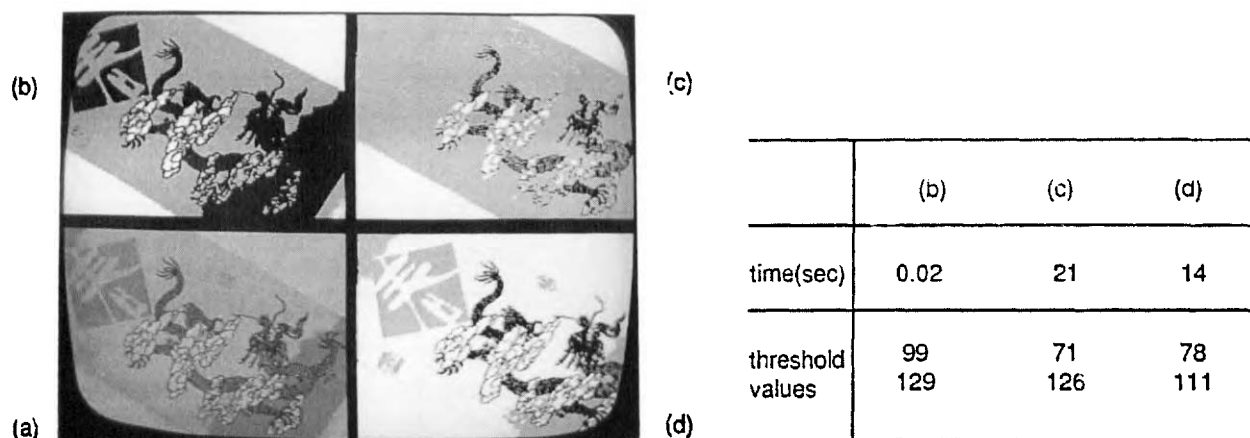 (b)
(c)
(a)
(d)
(b) (c) (d)
time(sec) 0.02 21 14
threshold values 99 71 78
129 126 111